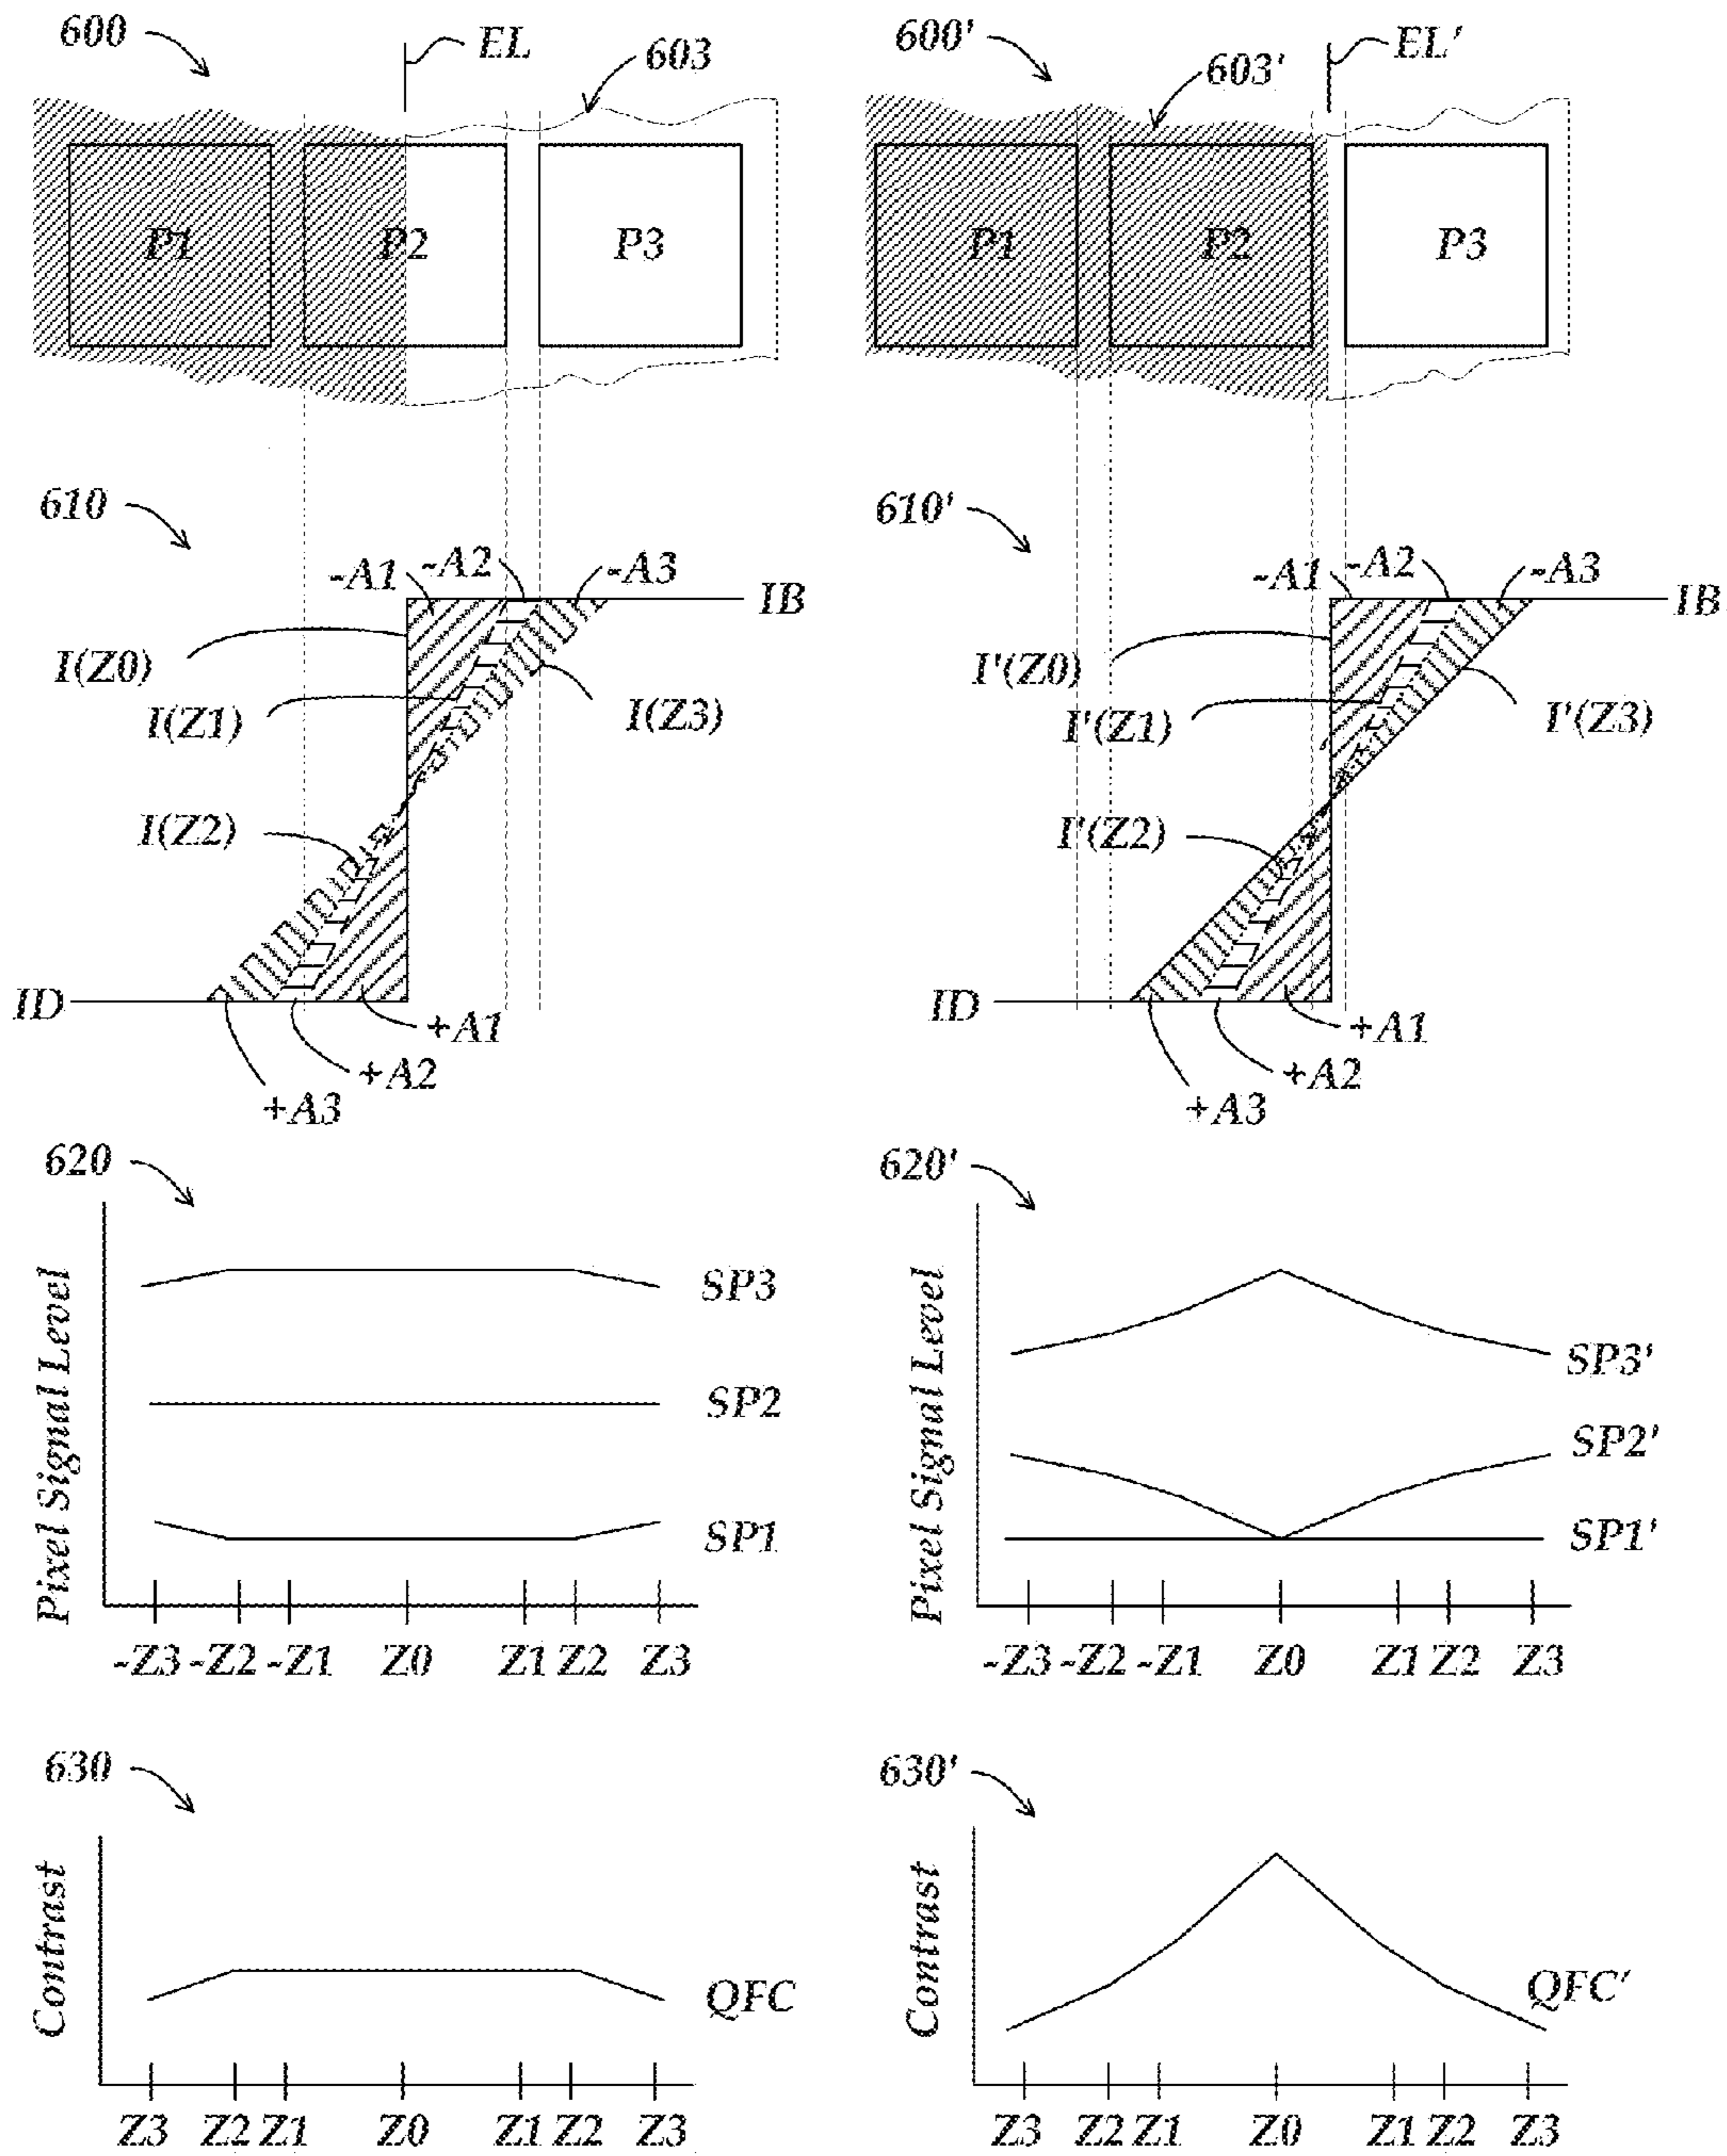 600
EL
603
P1
P2
P3
610
-A1
-A2
-A3
IB
I(Z0)
I(Z1)
I(Z3)
I(Z2)
ID
+A1
+A2
+A3
620
Pixel Signal Level
SP3
SP2
SP1
-Z3 -Z2 -Z1 Z0 Z1 Z2 Z3
630
Contrast
QFC
Z3 Z2 Z1 Z0 Z1 Z2 Z3
600'
EL'
603'
P1
P2
P3
610'
-A1
-A2
-A3
IB
I'(Z0)
I'(Z1)
I'(Z3)
I'(Z2)
ID
+A1
+A2
+A3
620'
Pixel Signal Level
SP3'
SP2'
SP1'
-Z3 -Z2 -Z1 Z0 Z1 Z2 Z3
630'
Contrast
QFC'
Z3 Z2 Z1 Z0 Z1 Z2 Z3